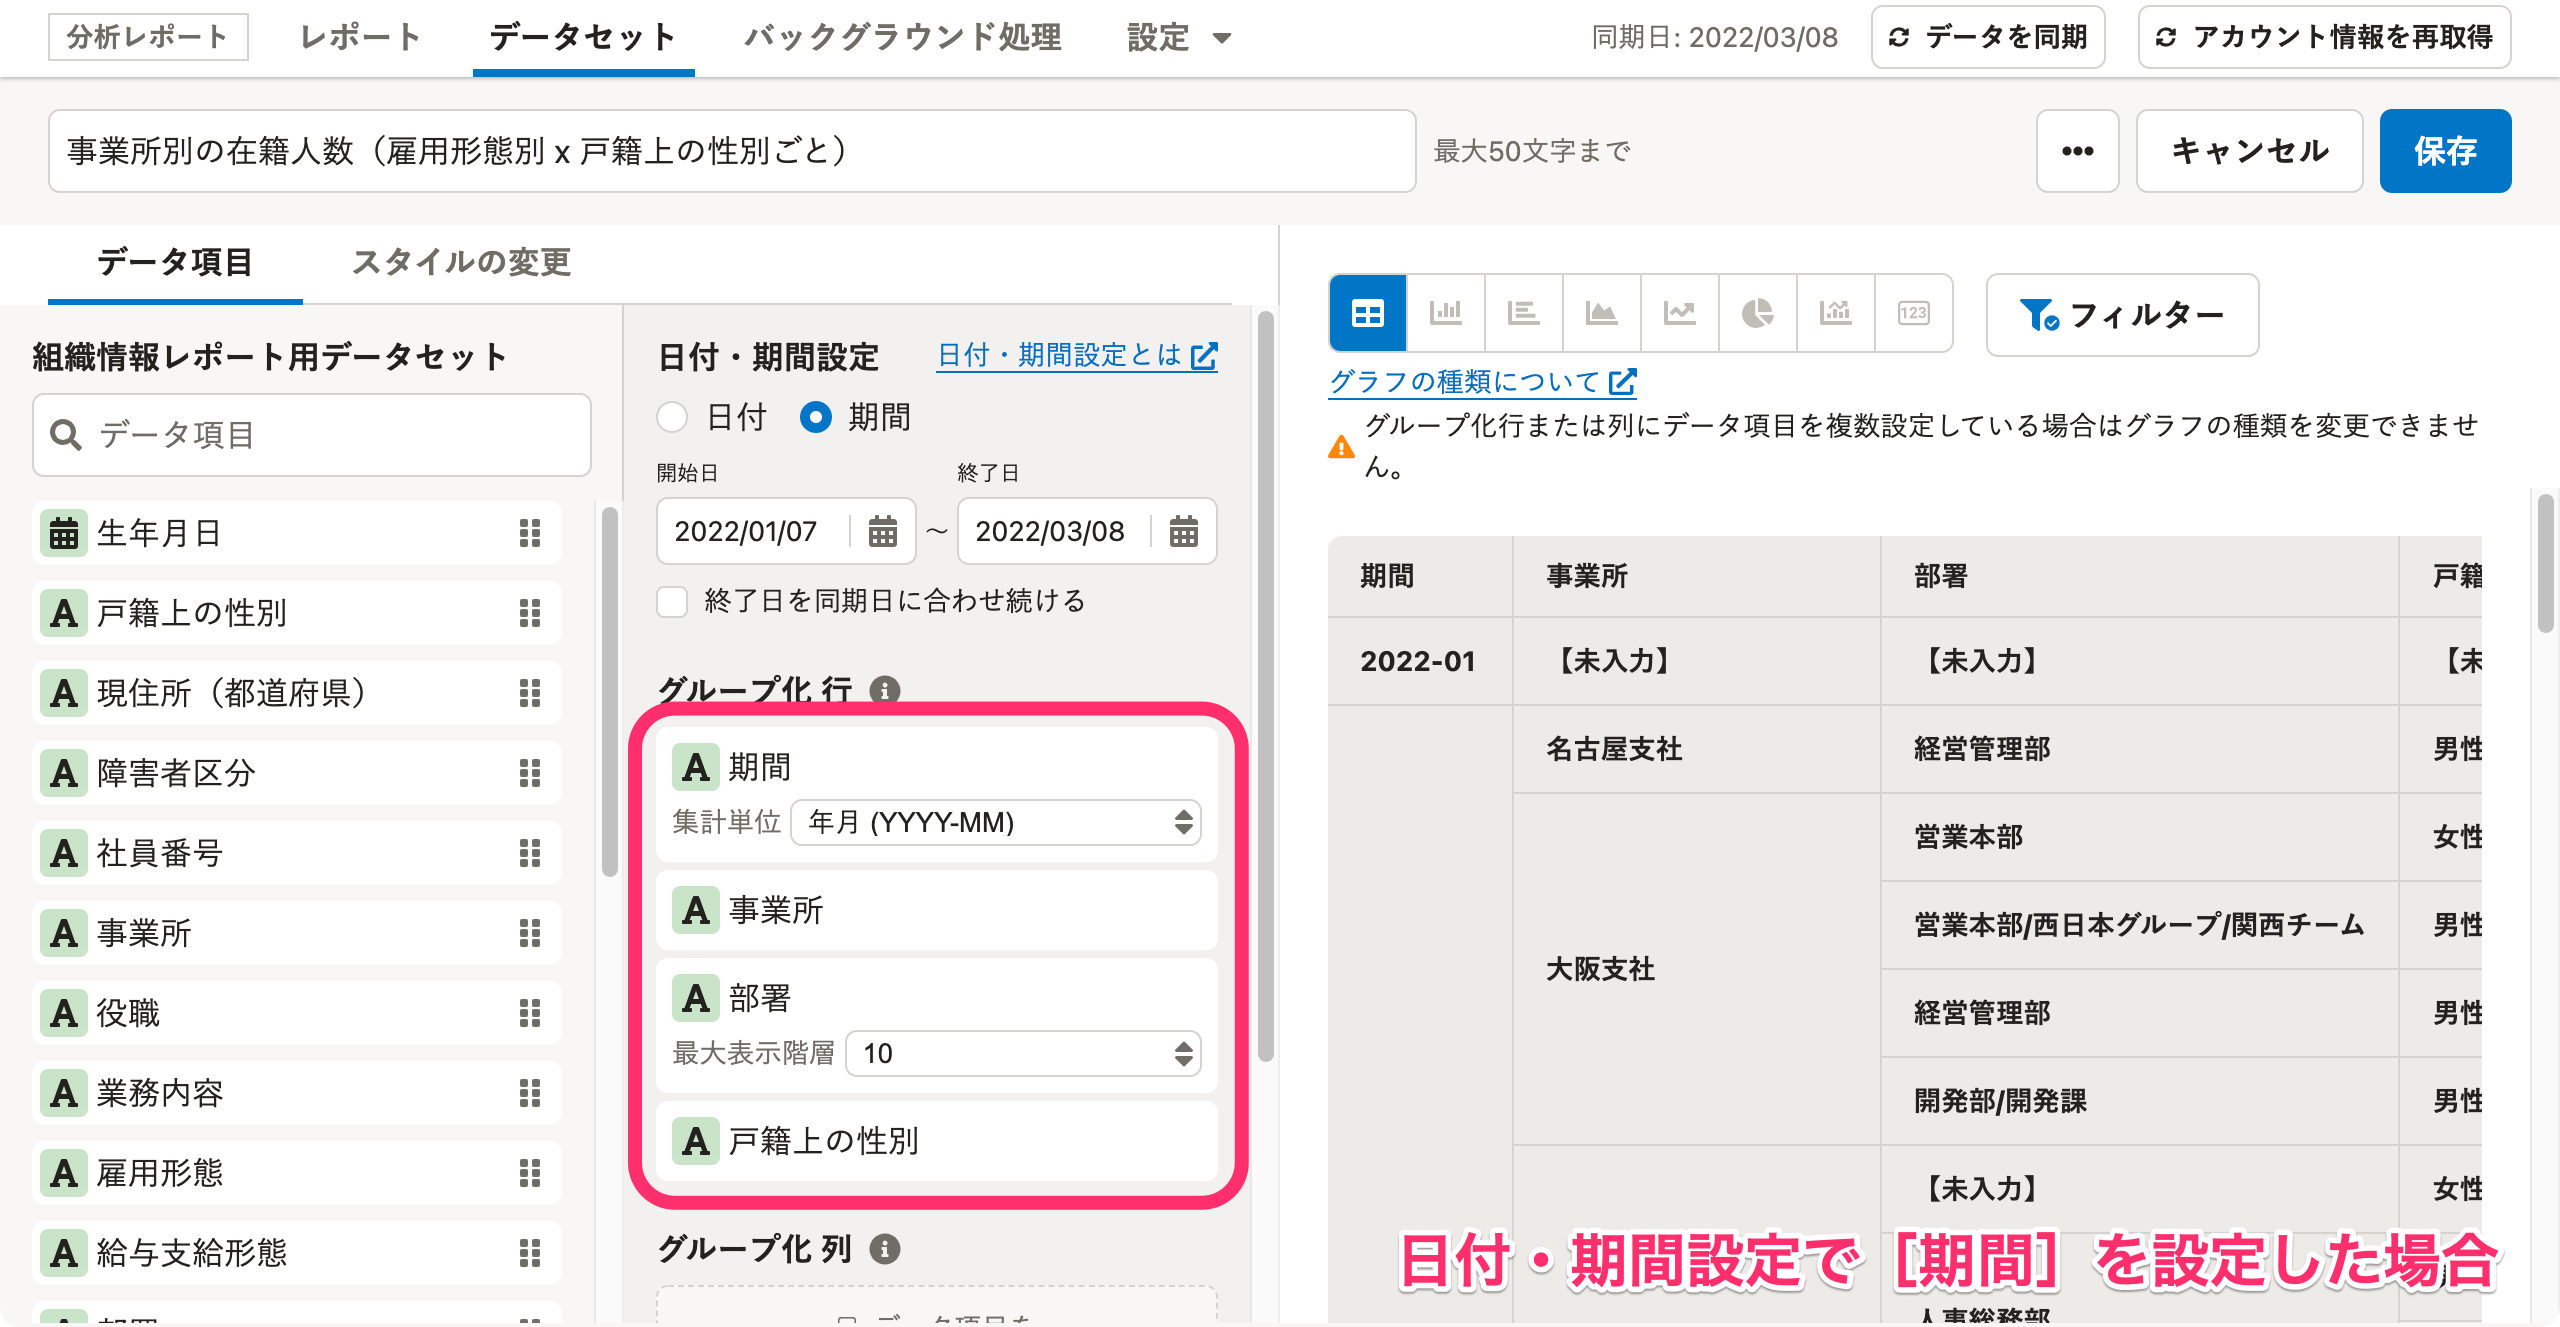 分析レポート
レポート
データセット
バックグラウンド処理
設定
同期日: 2022/03/08
データを同期
アカウント情報を再取得
事業所別の在籍人数（雇用形態別 x 戸籍上の性別ごと）
最大50文字まで
•••
キャンセル
保存
データ項目
スタイルの変更
組織情報レポート用データセット
データ項目
生年月日
A 戸籍上の性別
A 現住所（都道府県）
A 障害者区分
A 社員番号
A 事業所
A 役職
A 業務内容
A 雇用形態
A 給与支給形態
日付・期間設定
日付・期間設定とは
日付
期間
開始日
終了日
2022/01/07
～
2022/03/08
終了日を同期日に合わせ続ける
グループ化 行
A 期間
集計単位
年月 (YYYY-MM)
A 事業所
A 部署
最大表示階層
10
A 戸籍上の性別
グループ化 列
123
フィルター
グラフの種類について
グループ化行または列にデータ項目を複数設定している場合はグラフの種類を変更できませ
ん。
期間
事業所
部署
戸籍
2022-01
【未入力】
【未入力】
【未
名古屋支社
経営管理部
男性
大阪支社
営業本部
女性
営業本部/西日本グループ/関西チーム
男性
経営管理部
男性
開発部/開発課
男性
【未入力】
女性
日付・期間設定で［期間］を設定した場合
人事総務部